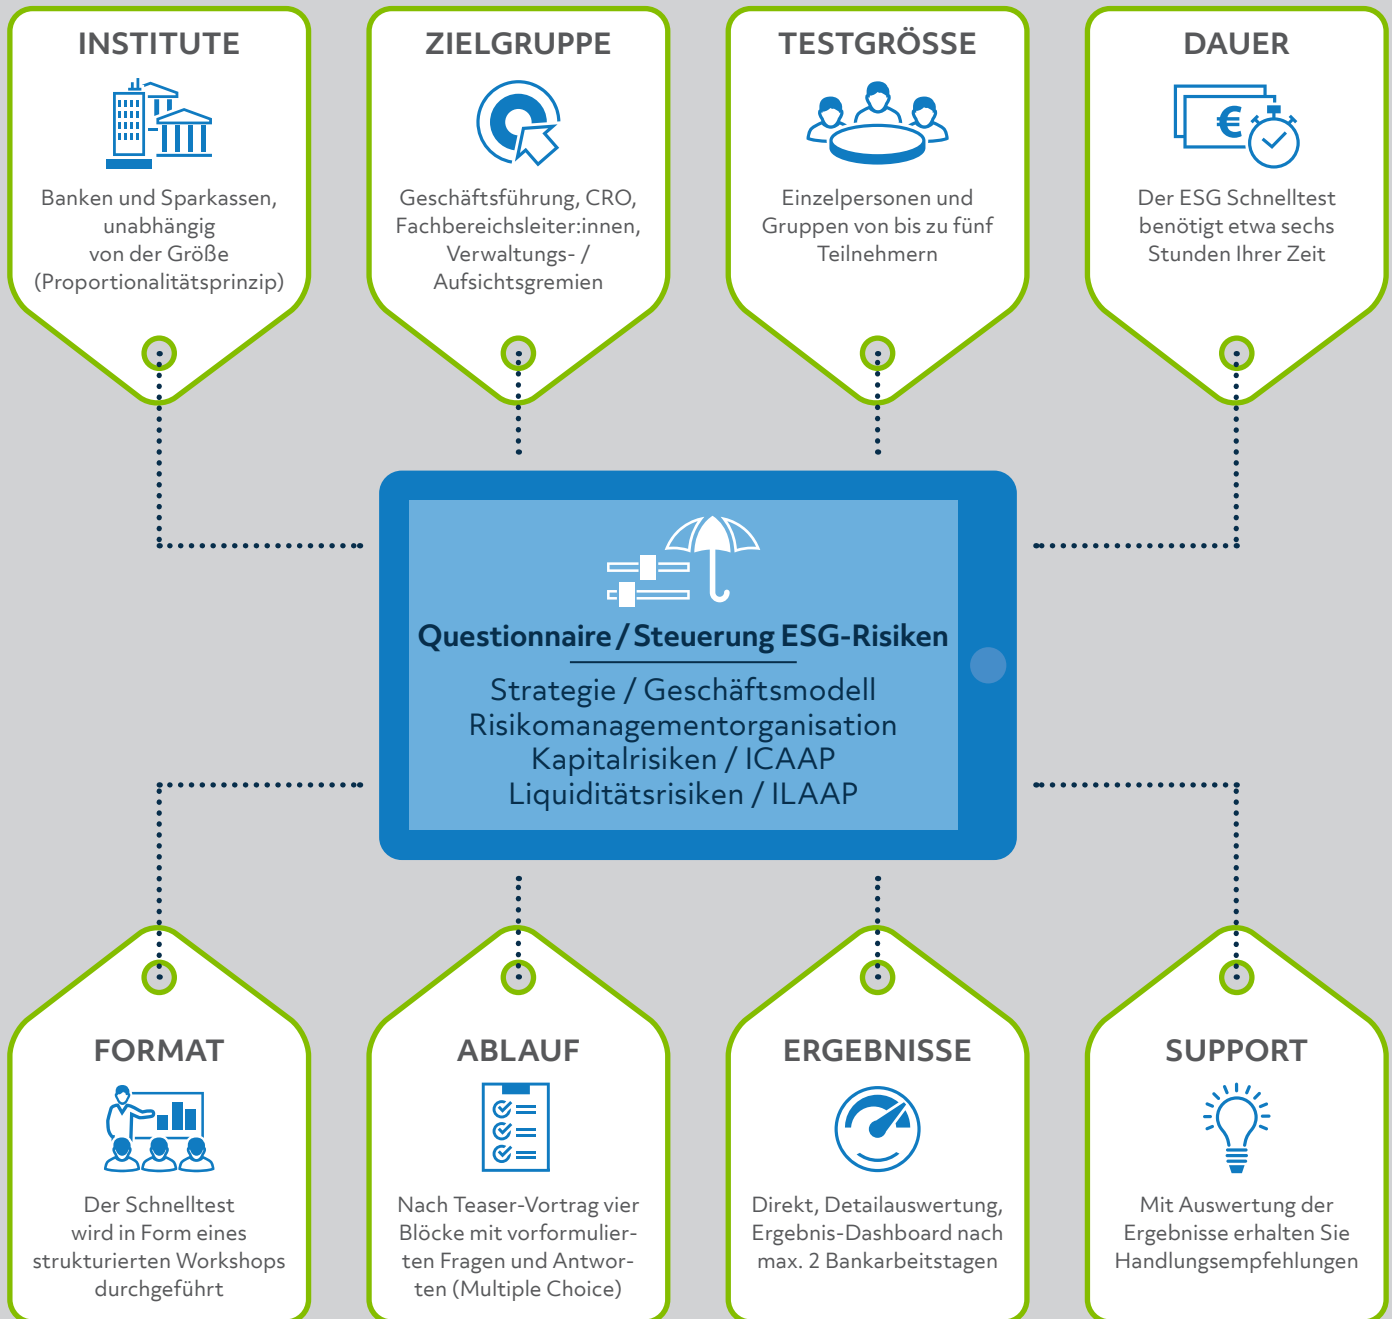 INSTITUTE
Banken und Sparkassen,
unabhängig
von der Größe
(Proportionalitätsprinzip)
ZIELGRUPPE
Geschäftsführung, CRO,
Fachbereichsleiter:innen,
Verwaltungs- /
Aufsichtsgremien
TESTGRÖSSE
Einzelpersonen und
Gruppen von bis zu fünf
Teilnehmern
DAUER
€
Der ESG Schnelltest
benötigt etwa sechs
Stunden Ihrer Zeit
Questionnaire / Steuerung ESG-Risiken
Strategie / Geschäftsmodell
Risikomanagementorganisation
Kapitalrisiken / ICAAP
Liquiditätsrisiken / ILAAP
FORMAT
Der Schnelltest
wird in Form eines
strukturierten Workshops
durchgeführt
ABLAUF
Nach Teaser-Vortrag vier
Blöcke mit vorformulier-
ten Fragen und Antwor-
ten (Multiple Choice)
ERGEBNISSE
Direkt, Detailauswertung,
Ergebnis-Dashboard nach
max. 2 Bankarbeitstagen
SUPPORT
Mit Auswertung der
Ergebnisse erhalten Sie
Handlungsempfehlungen